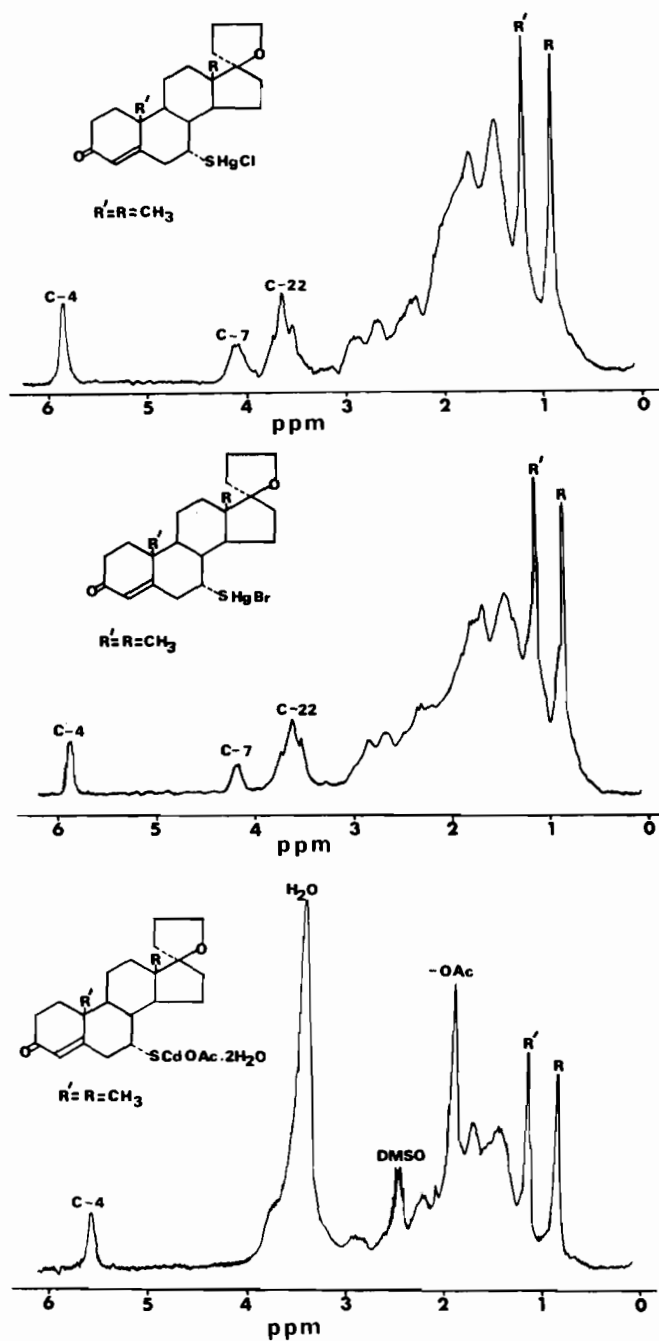 R' R
R O
R'
O SHgCl
R'=R=CH3
C-4 C-7 C-22
6 5 4 3 2 1 0
ppm
R' R
R O
R'
O SHgBr
R'=R=CH3
C-4 C-7 C-22
6 5 4 3 2 1 0
ppm
H2O
R O
-OAc
R'
R' R
O SCdOAc.2H2O
R'=R=CH3
DMSO
C-4
6 5 4 3 2 1 0
ppm